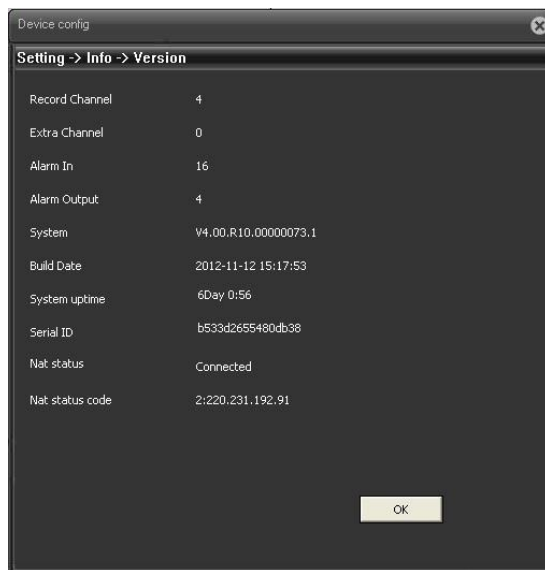 Device config
Setting -> Info -> Version
Record Channel 4
Extra Channel 0
Alarm In 16
Alarm Output 4
System V4.00.R10.00000073.1
Build Date 2012-11-12 15:17:53
System uptime 6Day 0:56
Serial ID b533d2655480db38
Nat status Connected
Nat status code 2:220.231.192.91
OK